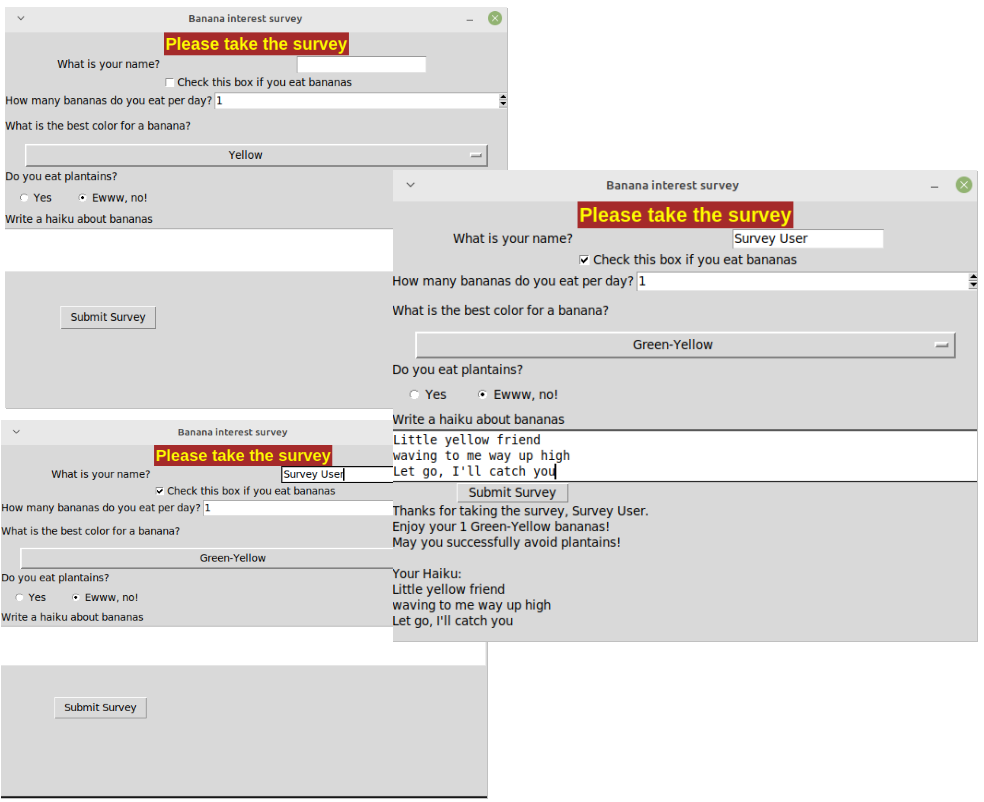 Banana interest survey
Please take the survey
What is your name?
Check this box if you eat bananas
How many bananas do you eat per day? 1
What is the best color for a banana?
Yellow
Do you eat plantains?
Yes Ewww, no!
Write a haiku about bananas
Submit Survey
Banana interest survey
Please take the survey
What is your name? Survey User
Check this box if you eat bananas
How many bananas do you eat per day? 1
What is the best color for a banana?
Green-Yellow
Do you eat plantains?
Yes Ewww, no!
Write a haiku about bananas
Submit Survey
Banana interest survey
Please take the survey
What is your name? Survey User
Check this box if you eat bananas
How many bananas do you eat per day? 1
What is the best color for a banana?
Green-Yellow
Do you eat plantains?
Yes Ewww, no!
Write a haiku about bananas
Little yellow friend
waving to me way up high
Let go, I'll catch you
Submit Survey
Thanks for taking the survey, Survey User.
Enjoy your 1 Green-Yellow bananas!
May you successfully avoid plantains!
Your Haiku:
Little yellow friend
waving to me way up high
Let go, I'll catch you